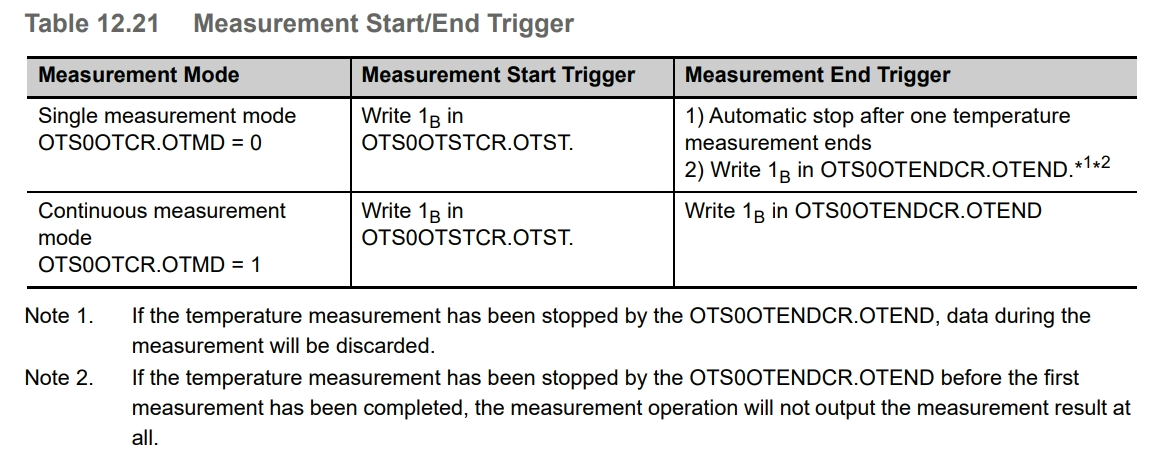 Table 12.21 Measurement Start/End Trigger
Measurement Mode Measurement Start Trigger Measurement End Trigger
Single measurement mode
OTS0OTCR.OTMD = 0
Write 1B in
OTS0OTSTCR.OTST.
1) Automatic stop after one temperature
measurement ends
2) Write 1B in OTS0OTENDCR.OTEND.*1*2
Continuous measurement
mode
OTS0OTCR.OTMD = 1
Write 1B in
OTS0OTSTCR.OTST.
Write 1B in OTS0OTENDCR.OTEND
Note 1. If the temperature measurement has been stopped by the OTS0OTENDCR.OTEND, data during the
measurement will be discarded.
Note 2. If the temperature measurement has been stopped by the OTS0OTENDCR.OTEND before the first
measurement has been completed, the measurement operation will not output the measurement result at
all.